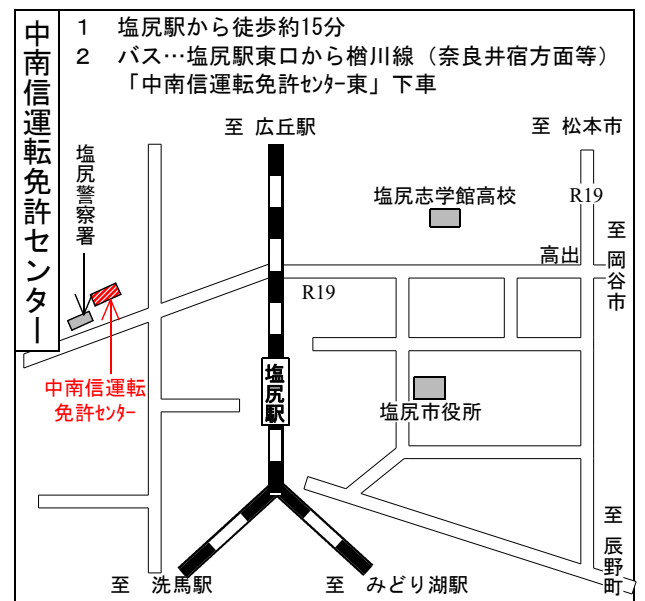 中南信運転免許センター
1 塩尻駅から徒歩約15分
2 バス…塩尻駅東口から楢川線（奈良井宿方面等）
「中南信運転免許ｾﾝﾀｰ東」下車
至 広丘駅
至 松本市
塩尻警察署
塩尻志学館高校
R19
至 岡谷市
高出
R19
塩尻駅
中南信運転
免許ｾﾝﾀｰ
塩尻市役所
至 辰野町
至 洗馬駅
至 みどり湖駅